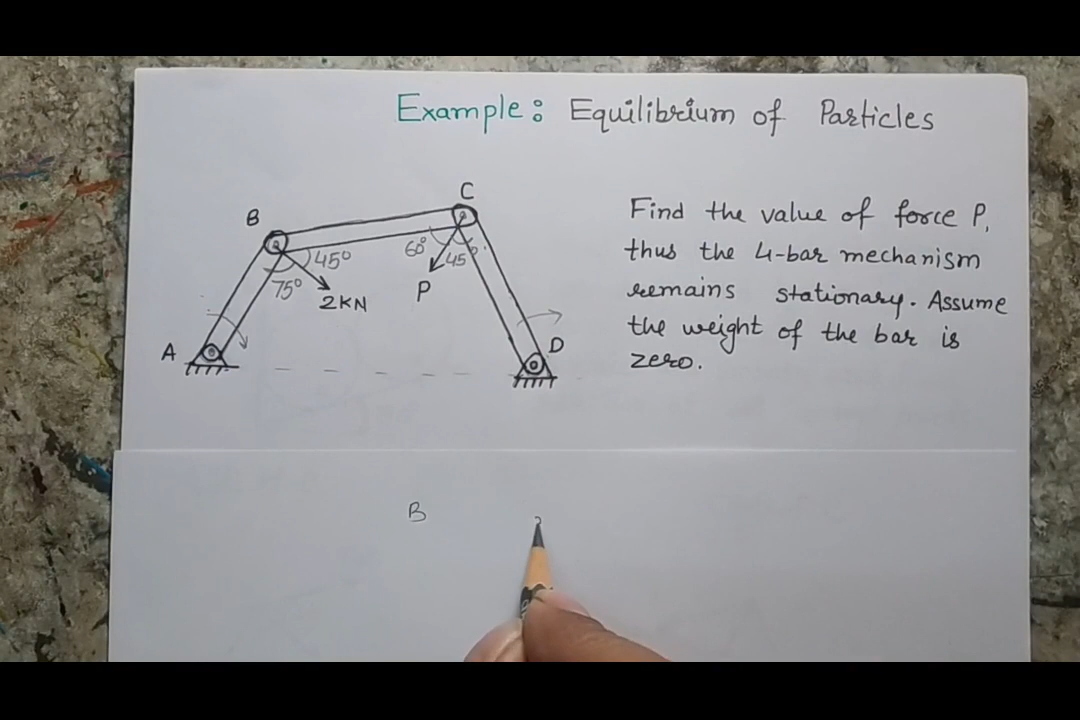 Example: Equilibrium of Particles
C
B
60° 45°
45°
75°
P
2KN
A
D
Find the value of force P,
thus the 4-bar mechanism
remains stationary. Assume
the weight of the bar is
zero.
B